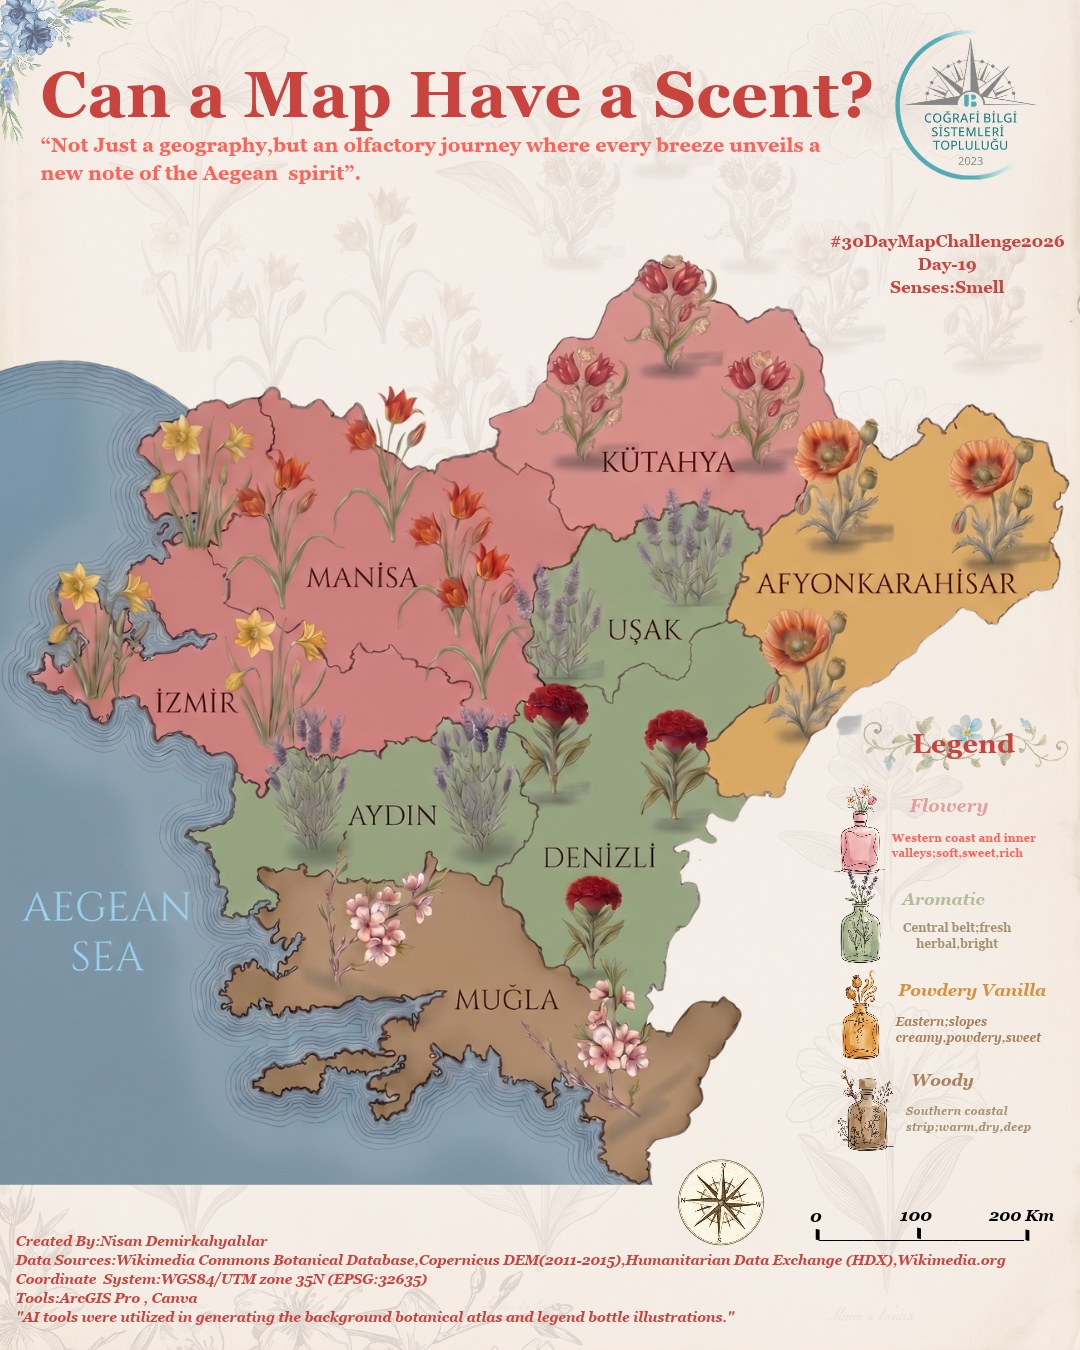 Can a Map Have a Scent?
“Not Just a geography,but an olfactory journey where every breeze unveils a
new note of the Aegean spirit”.
COĞRAFİ BİLGİ
SİSTEMLERİ
TOPLULUĞU
2023
#30DayMapChallenge2026
Day-19
Senses:Smell
KÜTAHYA
MANİSA
AFYONKARAHİSAR
UŞAK
İZMİR
AYDIN
DENİZLİ
MUĞLA
AEGEAN
SEA
Legend
Flowery
Western coast and inner
valleys;soft,sweet,rich
Aromatic
Central belt;fresh
herbal,bright
Powdery Vanilla
Eastern;slopes
creamy,powdery,sweet
Woody
Southern coastal
strip;warm,dry,deep
0 100 200 Km
Created By:Nisan Demirkahyalılar
Data Sources:Wikimedia Commons Botanical Database,Copernicus DEM(2011-2015),Humanitarian Data Exchange (HDX),Wikimedia.org
Coordinate System:WGS84/UTM zone 35N (EPSG:32635)
Tools:ArcGIS Pro , Canva
"AI tools were utilized in generating the background botanical atlas and legend bottle illustrations."